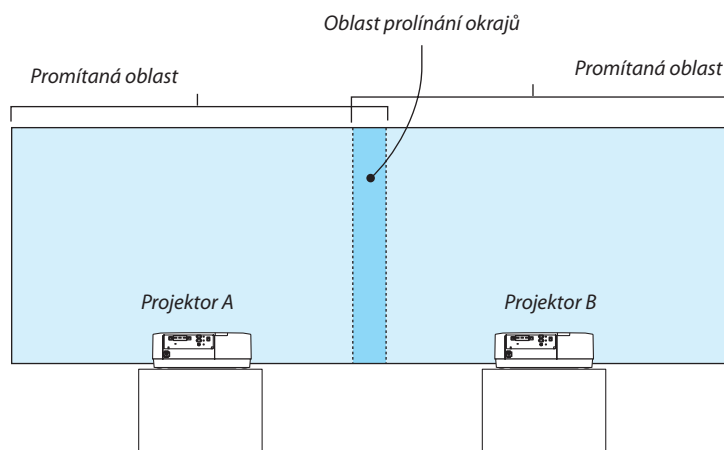 Oblast prolínání okrajů
Promítaná oblast
Promítaná oblast
Projektor A
Projektor B